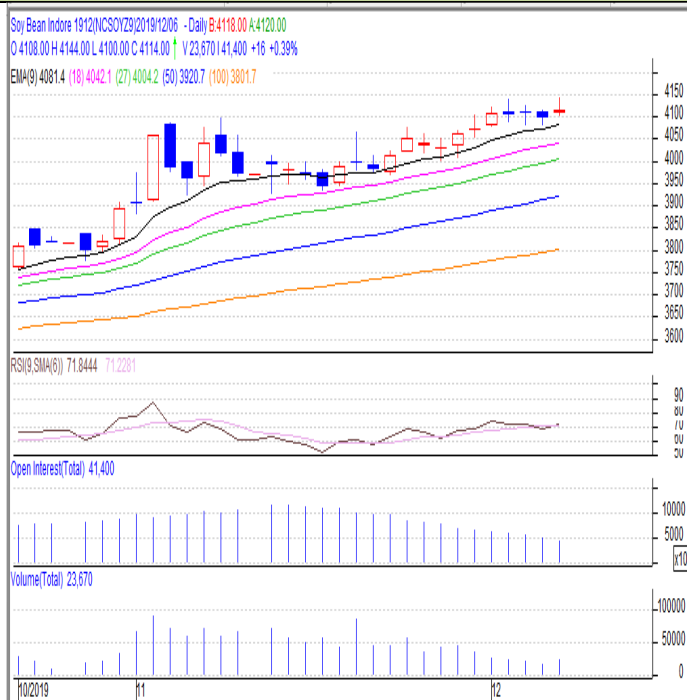 Soy Bean Indore 1912(NCSOYZ9)2019/12/06 - Daily B:4118.00 A:4120.00
O 4108.00 H 4144.00 L 4100.00 C 4114.00 V 23,670 I 41,400 +16 +0.39%
EMA(9) 4081.4 (18) 4042.1 (27) 4004.2 (50) 3920.7 (100) 3801.7
4150
4100
4050
4000
3950
3900
3850
3800
3750
3700
3650
3600
RSI(9,SMA(6)) 71.8444 71.2281
90
80
70
60
50
Open Interest(Total) 41,400
10000
5000
x10
Volume(Total) 23,670
100000
50000
0
10/2019 11 12